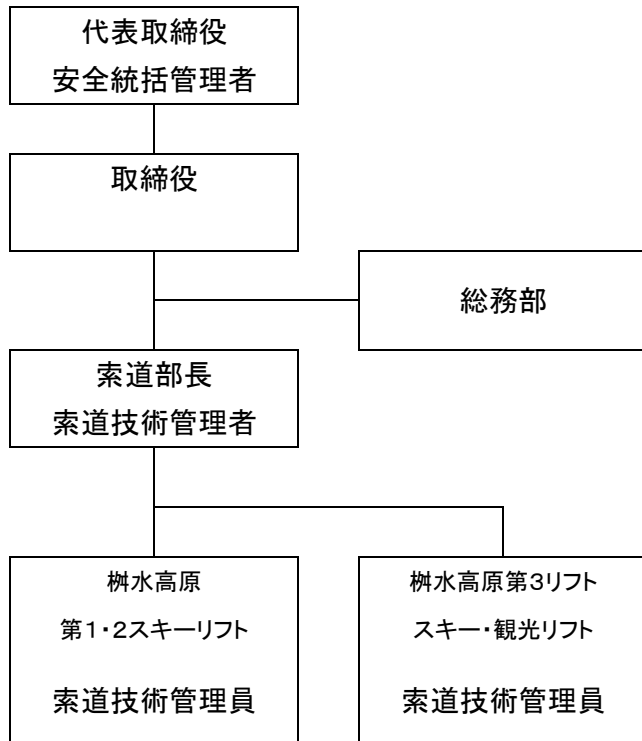 代表取締役
安全統括管理者
取締役
総務部
索道部長
索道技術管理者
桝水高原
第1・2スキーリフト
索道技術管理員
桝水高原第3リフト
スキー・観光リフト
索道技術管理員